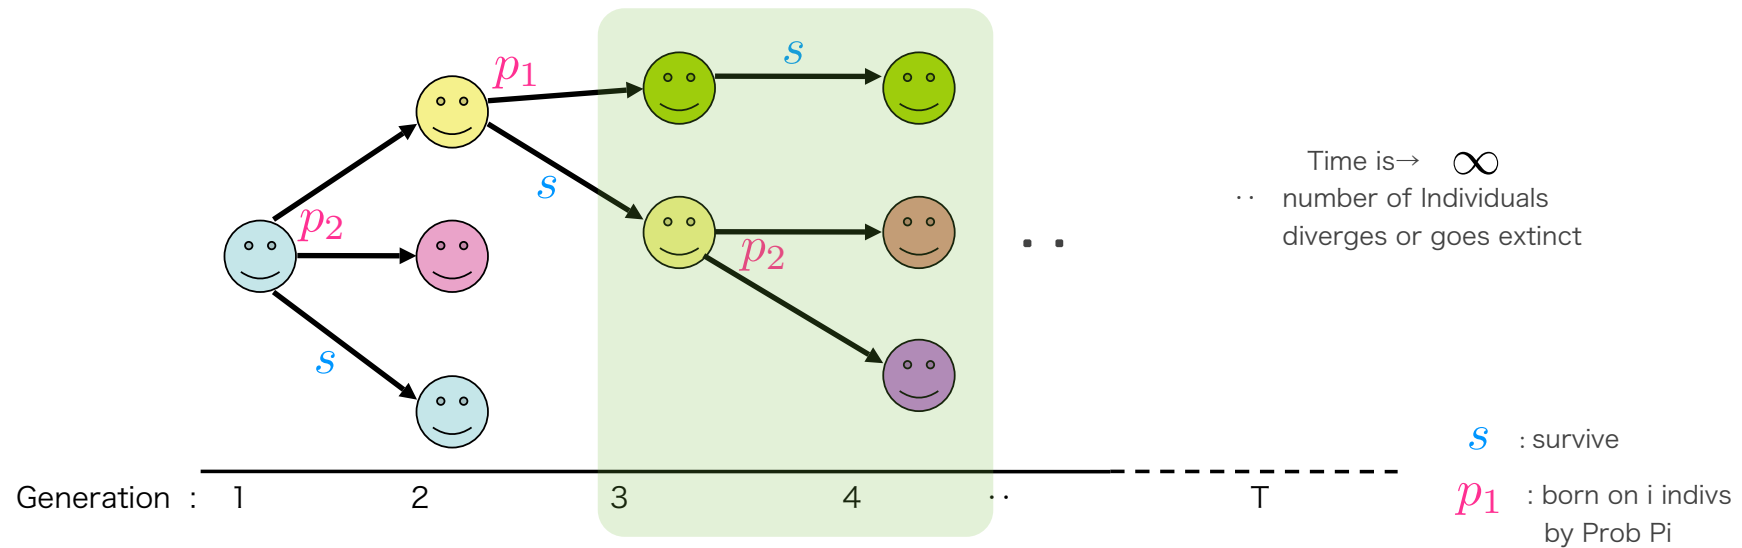 p1
s
s
p2
p2
s
Time is→ ∞
‥ number of Individuals
diverges or goes extinct
‥
s : survive
Generation : 1 2 3 4 ‥ T
p1 : born on i indivs
by Prob Pi